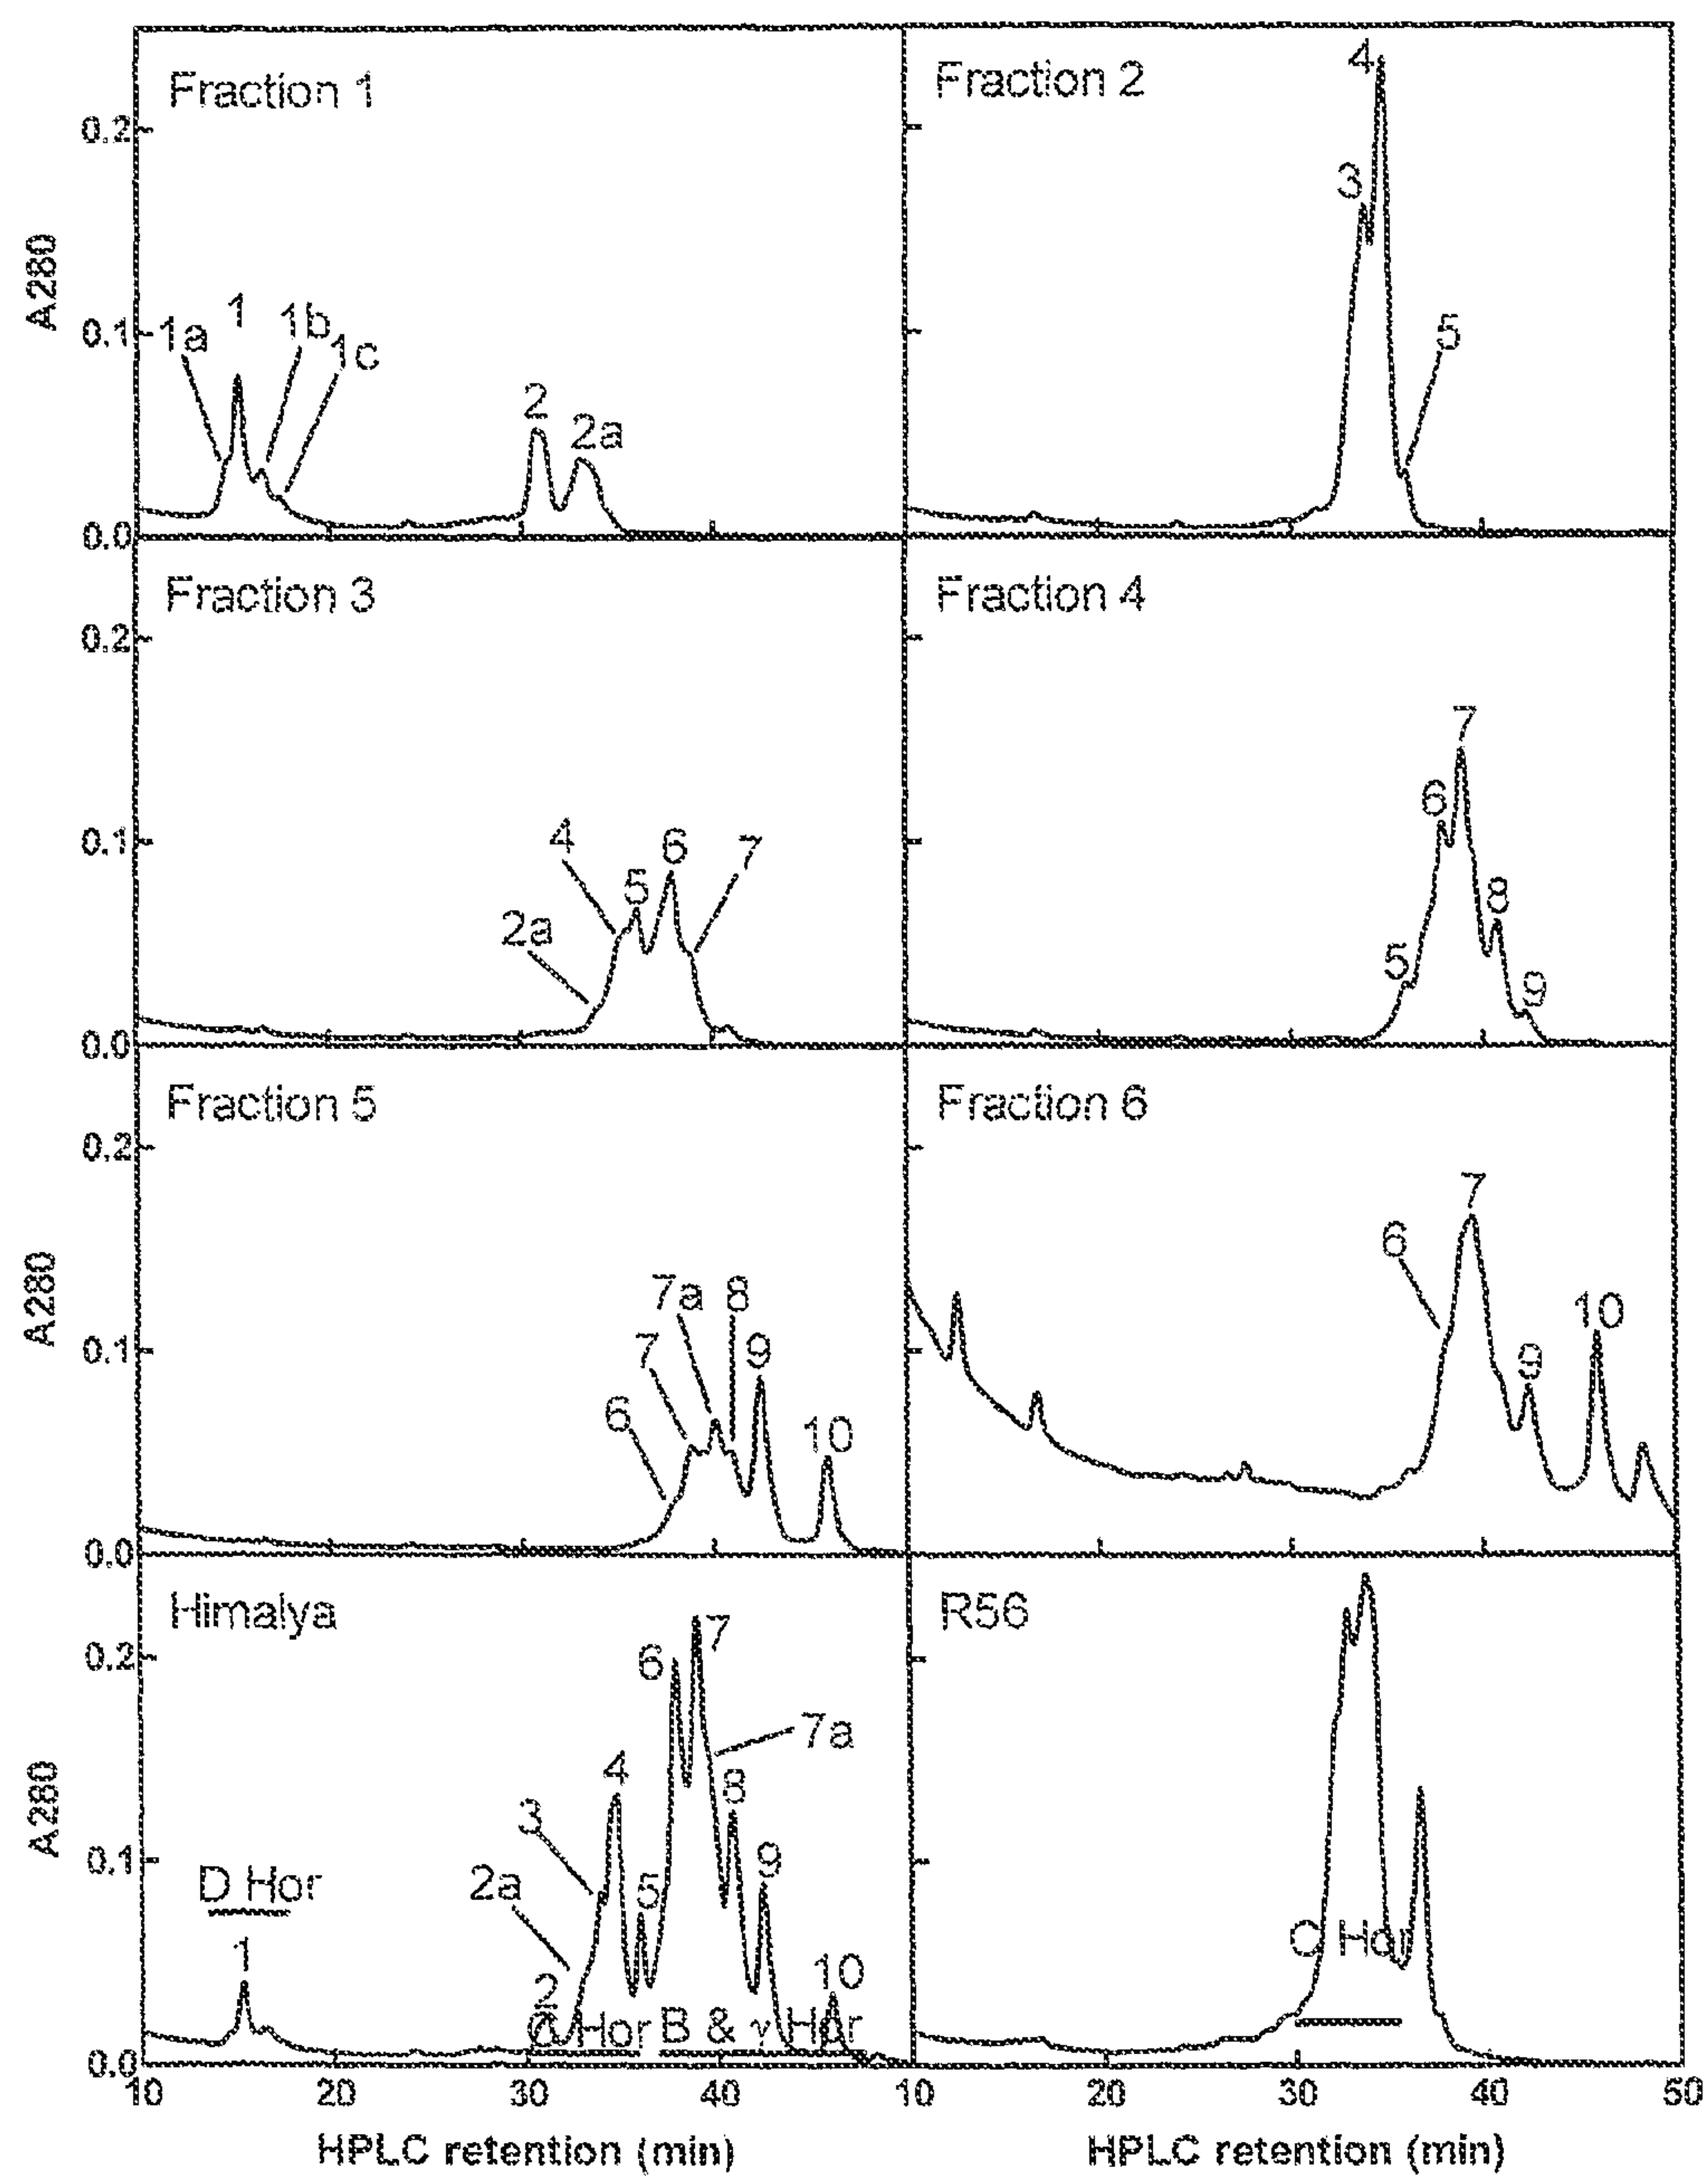 Fraction 1
A280
0.2
0.1
0.0
1a
1
1b
1c
2
2a
Fraction 2
3
4
5
Fraction 3
0.2
0.1
0.0
2a
4
5
6
7
Fraction 4
5
6
7
8
9
Fraction 5
A280
0.2
0.1
0.0
6
7
7a
8
9
10
Fraction 6
6
7
9
10
Himalya
A280
0.2
0.1
0.0
D Hor
1
2
2a
3
4
5
6
7
7a
8
9
10
C Hor
B & γ Hor
10
20
30
40
HPLC retention (min)
R56
C Hor
10
20
30
40
50
HPLC retention (min)